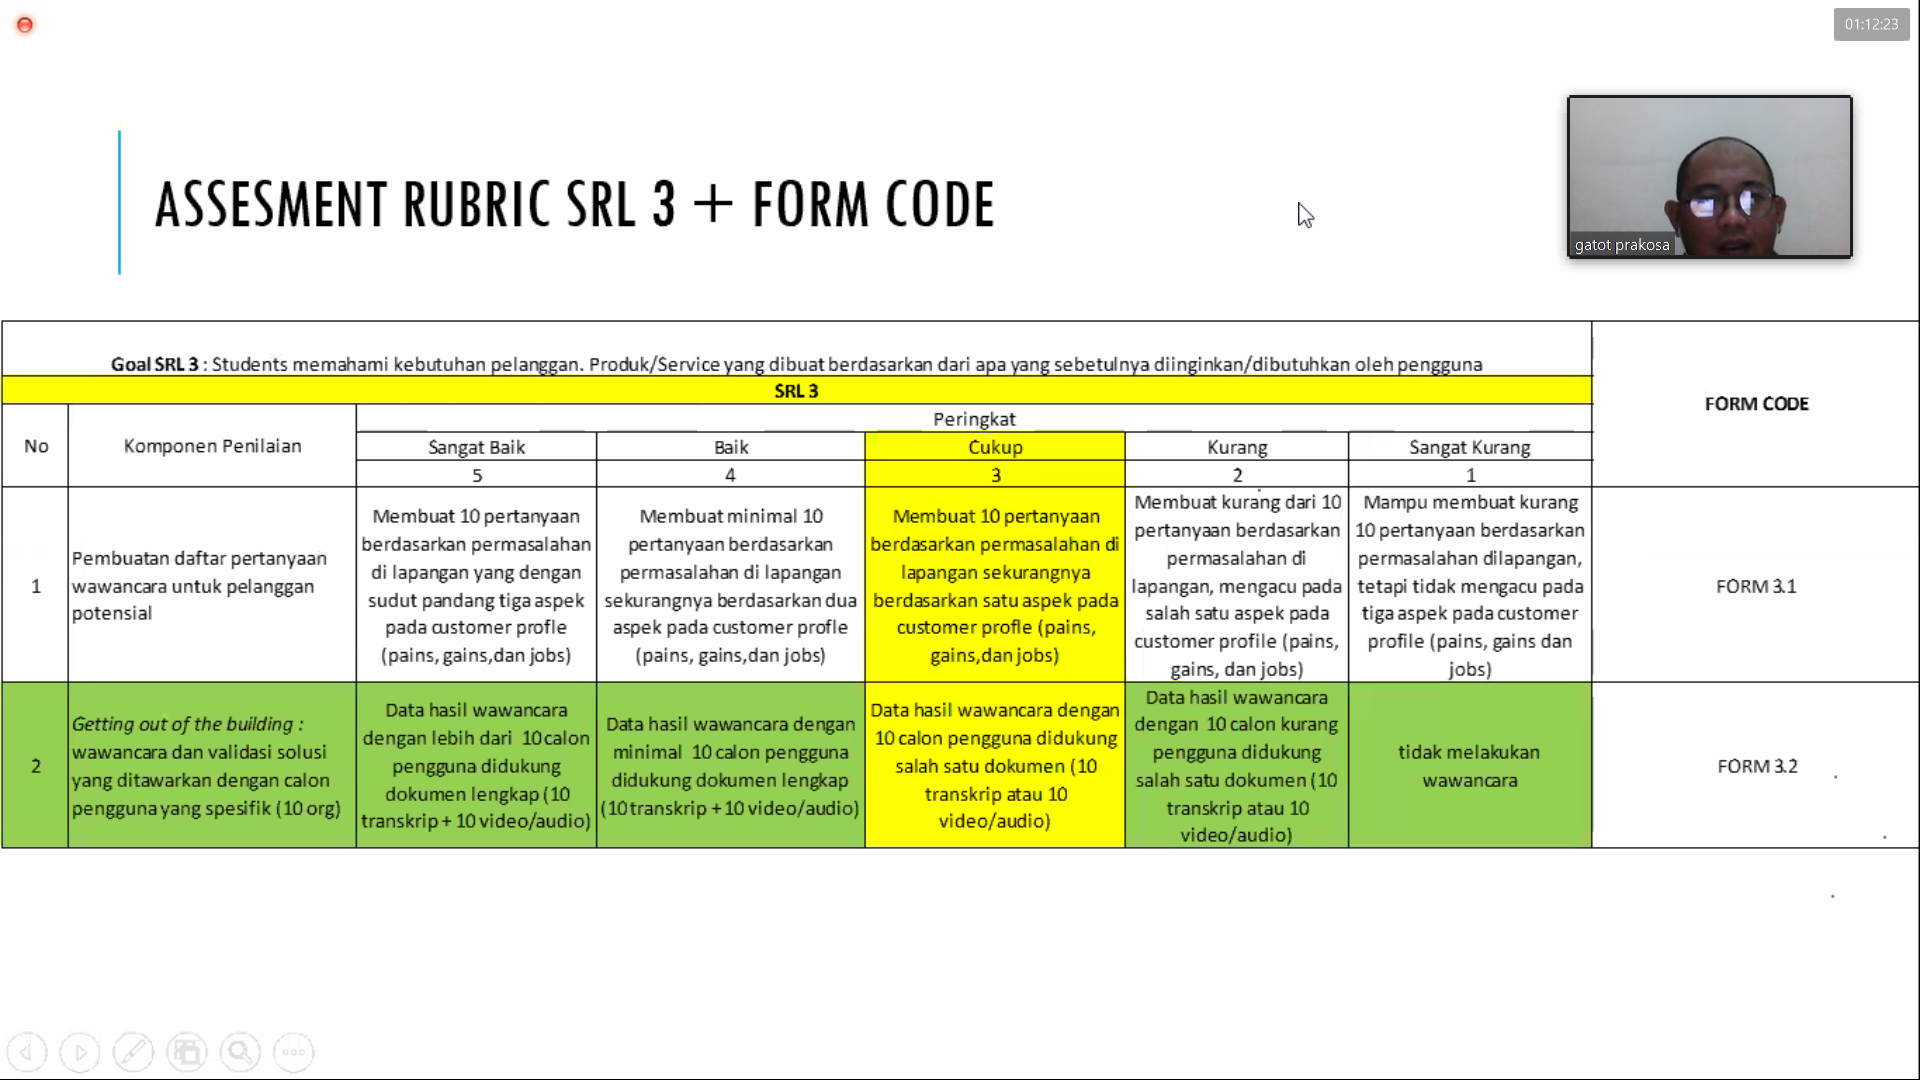 01:12:23
gatot prakosa
ASSESMENT RUBRIC SRL 3 + FORM CODE
Goal SRL 3 : Students memahami kebutuhan pelanggan. Produk/Service yang dibuat berdasarkan dari apa yang sebetulnya diinginkan/dibutuhkan oleh pengguna
FORM CODE
SRL 3
No
Komponen Penilaian
Peringkat
Sangat Baik
Baik
Cukup
Kurang
Sangat Kurang
5
4
3
2
1
1
Pembuatan daftar pertanyaan
wawancara untuk pelanggan
potensial
Membuat 10 pertanyaan
berdasarkan permasalahan
di lapangan yang dengan
sudut pandang tiga aspek
pada customer profle
(pains, gains,dan jobs)
Membuat minimal 10
pertanyaan berdasarkan
permasalahan di lapangan
sekurangnya berdasarkan dua
aspek pada customer profle
(pains, gains,dan jobs)
Membuat 10 pertanyaan
berdasarkan permasalahan di
lapangan sekurangnya
berdasarkan satu aspek pada
customer profle (pains,
gains,dan jobs)
Membuat kurang dari 10
pertanyaan berdasarkan
permasalahan di
lapangan, mengacu pada
salah satu aspek pada
customer profile (pains,
gains, dan jobs)
Mampu membuat kurang
10 pertanyaan berdasarkan
permasalahan dilapangan,
tetapi tidak mengacu pada
tiga aspek pada customer
profile (pains, gains dan
jobs)
FORM 3.1
2
Getting out of the building :
wawancara dan validasi solusi
yang ditawarkan dengan calon
pengguna yang spesifik (10 org)
Data hasil wawancara
dengan lebih dari 10 calon
pengguna didukung
dokumen lengkap (10
transkrip + 10 video/audio)
Data hasil wawancara dengan
minimal 10 calon pengguna
didukung dokumen lengkap
(10 transkrip + 10 video/audio)
Data hasil wawancara dengan
10 calon pengguna didukung
salah satu dokumen (10
transkrip atau 10
video/audio)
Data hasil wawancara
dengan 10 calon kurang
pengguna didukung
salah satu dokumen (10
transkrip atau 10
video/audio)
tidak melakukan
wawancara
FORM 3.2